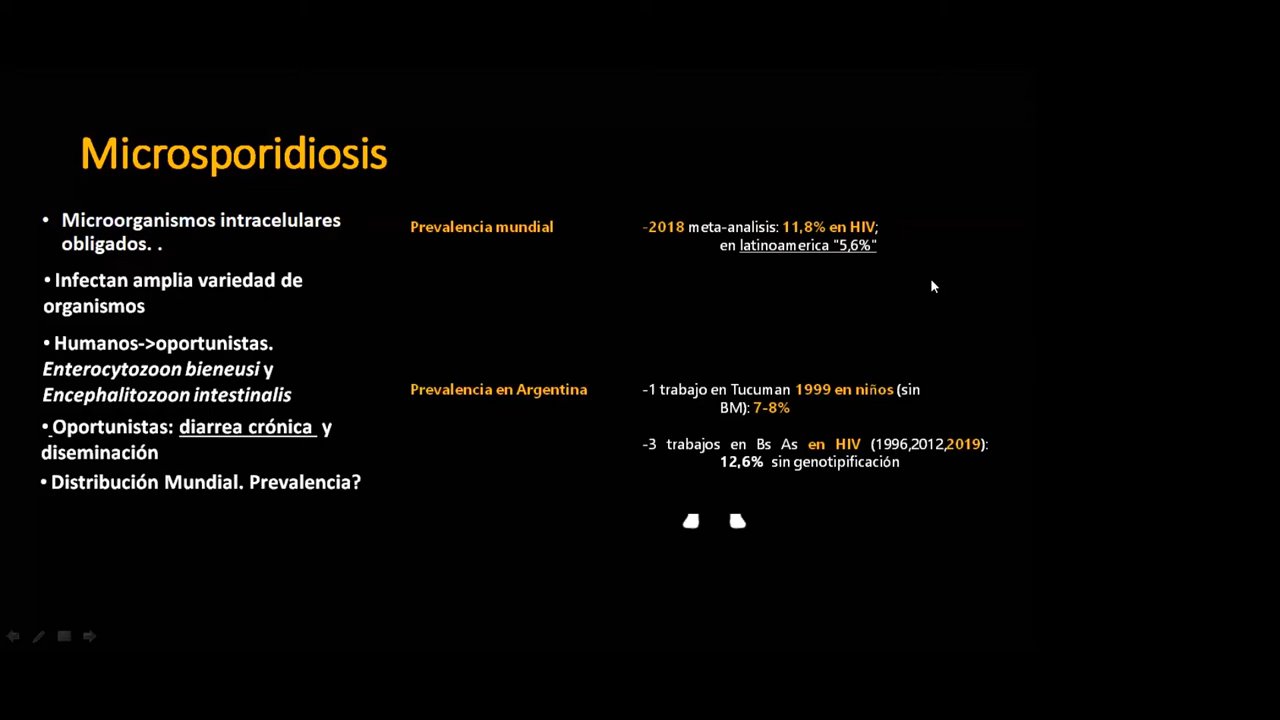 Microsporidiosis
• Microorganismos intracelulares
obligados. .
• Infectan amplia variedad de
organismos
• Humanos->oportunistas.
Enterocytozoon bieneusi y
Encephalitozoon intestinalis
• Oportunistas: diarrea crónica y
diseminación
• Distribución Mundial. Prevalencia?
Prevalencia mundial
-2018 meta-analisis: 11,8% en HIV;
en latinoamerica "5,6%"
Prevalencia en Argentina
-1 trabajo en Tucuman 1999 en niños (sin
BM): 7-8%
-3 trabajos en Bs As en HIV (1996,2012,2019):
12,6% sin genotipificación